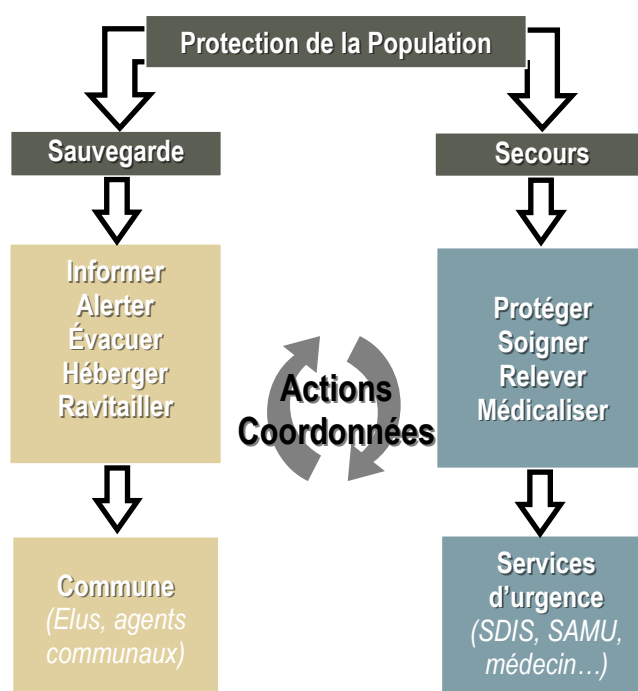 Protection de la Population
Sauvegarde
Secours
Informer
Alerter
Évacuer
Héberger
Ravitailler
Protéger
Soigner
Relever
Médicaliser
Actions
Coordonnées
Commune
(Elus, agents
communaux)
Services
d'urgence
(SDIS, SAMU,
médecin…)